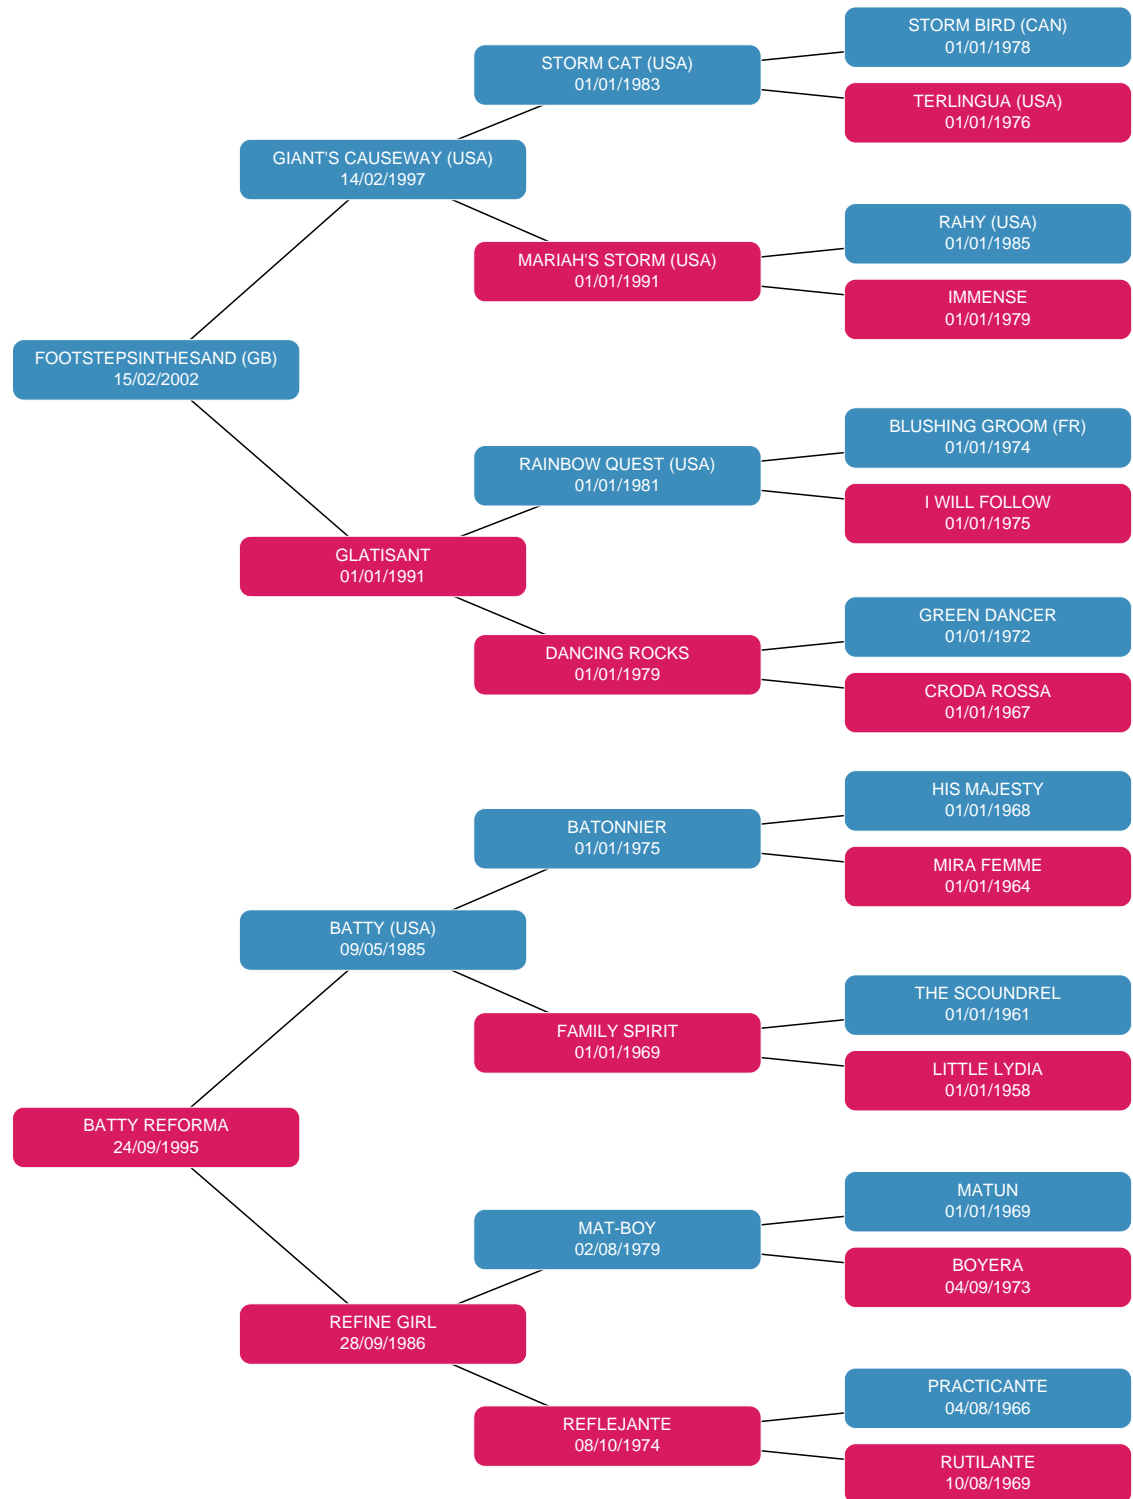 STORM BIRD (CAN)
01/01/1978
STORM CAT (USA)
01/01/1983
TERLINGUA (USA)
01/01/1976
GIANT'S CAUSEWAY (USA)
14/02/1997
RAHY (USA)
01/01/1985
MARIAH'S STORM (USA)
01/01/1991
IMMENSE
01/01/1979
FOOTSTEPSINTHESAND (GB)
15/02/2002
BLUSHING GROOM (FR)
01/01/1974
RAINBOW QUEST (USA)
01/01/1981
I WILL FOLLOW
01/01/1975
GLATISANT
01/01/1991
GREEN DANCER
01/01/1972
DANCING ROCKS
01/01/1979
CRODA ROSSA
01/01/1967
HIS MAJESTY
01/01/1968
BATONNIER
01/01/1975
MIRA FEMME
01/01/1964
BATTY (USA)
09/05/1985
THE SCOUNDREL
01/01/1961
FAMILY SPIRIT
01/01/1969
LITTLE LYDIA
01/01/1958
BATTY REFORMA
24/09/1995
MATUN
01/01/1969
MAT-BOY
02/08/1979
BOYERA
04/09/1973
REFINE GIRL
28/09/1986
PRACTICANTE
04/08/1966
REFLEJANTE
08/10/1974
RUTILANTE
10/08/1969